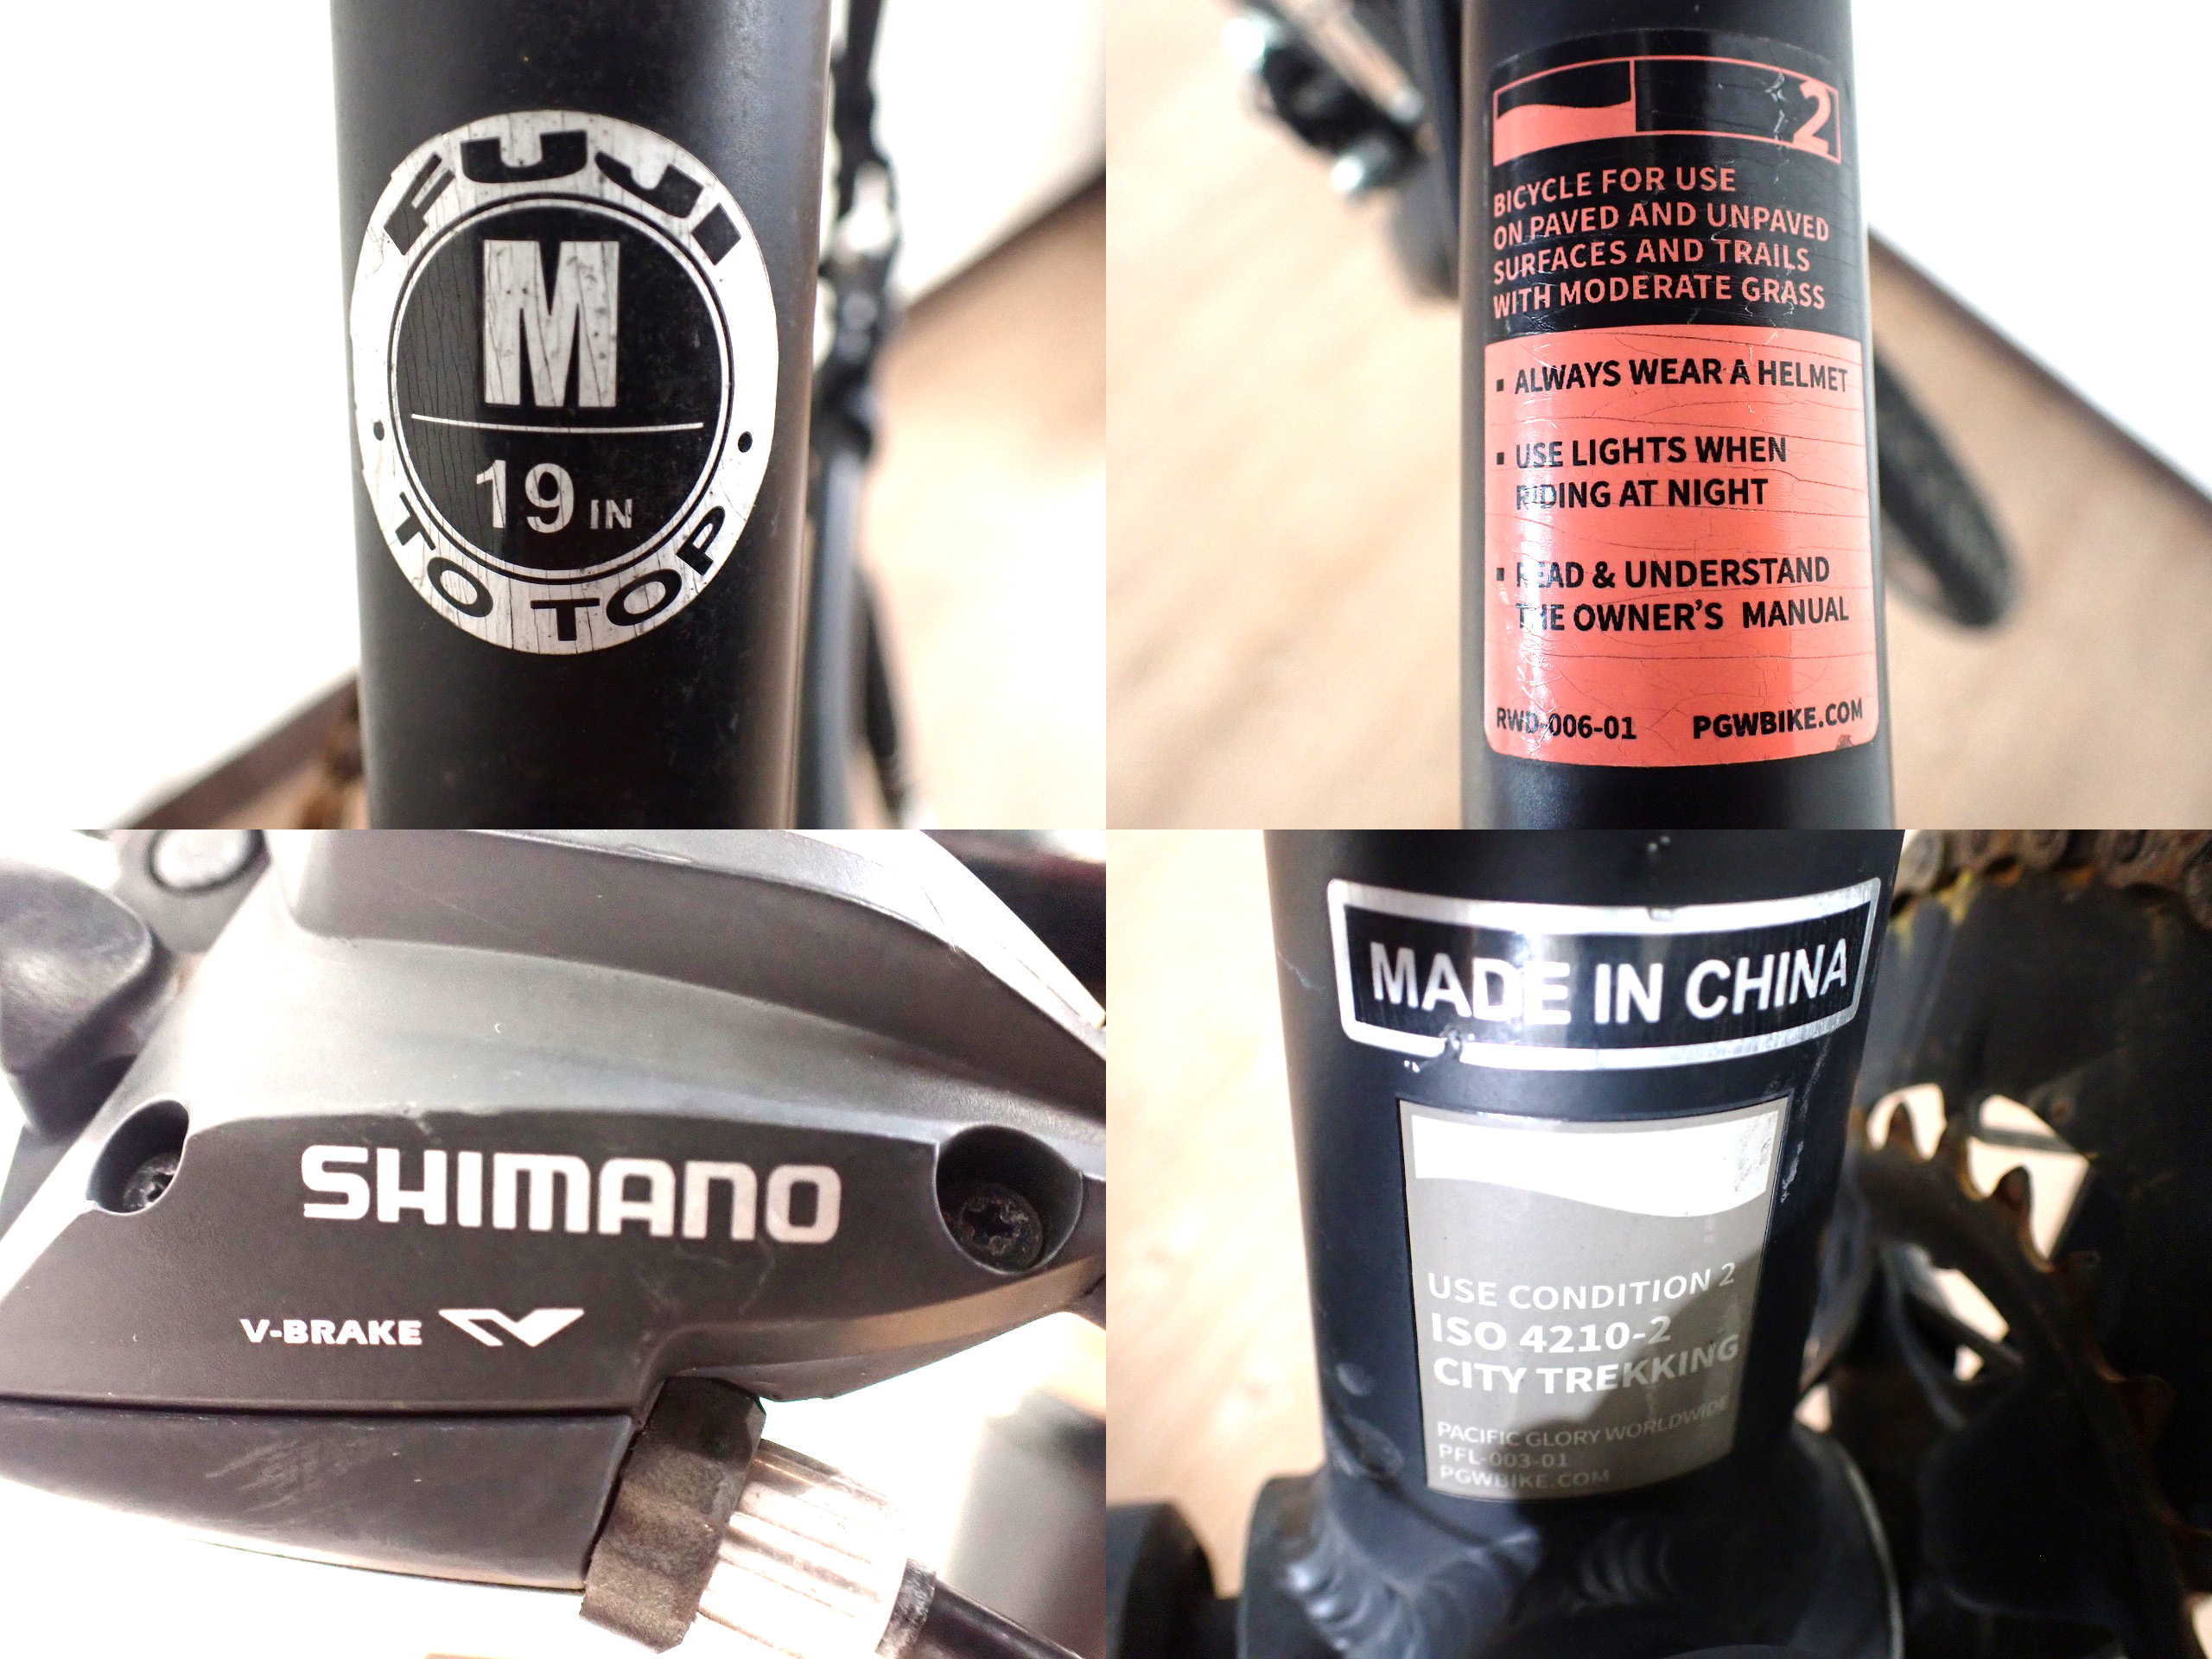 FUJI
M
19 IN
TO TOP
2
BICYCLE FOR USE
ON PAVED AND UNPAVED
SURFACES AND TRAILS
WITH MODERATE GRASS
▪ ALWAYS WEAR A HELMET
▪ USE LIGHTS WHEN
RIDING AT NIGHT
▪ READ & UNDERSTAND
THE OWNER'S MANUAL
RWD-006-01 PGWBIKE.COM
SHIMANO
V-BRAKE
MADE IN CHINA
USE CONDITION 2
ISO 4210-2
CITY TREKKING
PACIFIC GLORY WORLDWIDE
PFL-003-01
PGWBIKE.COM